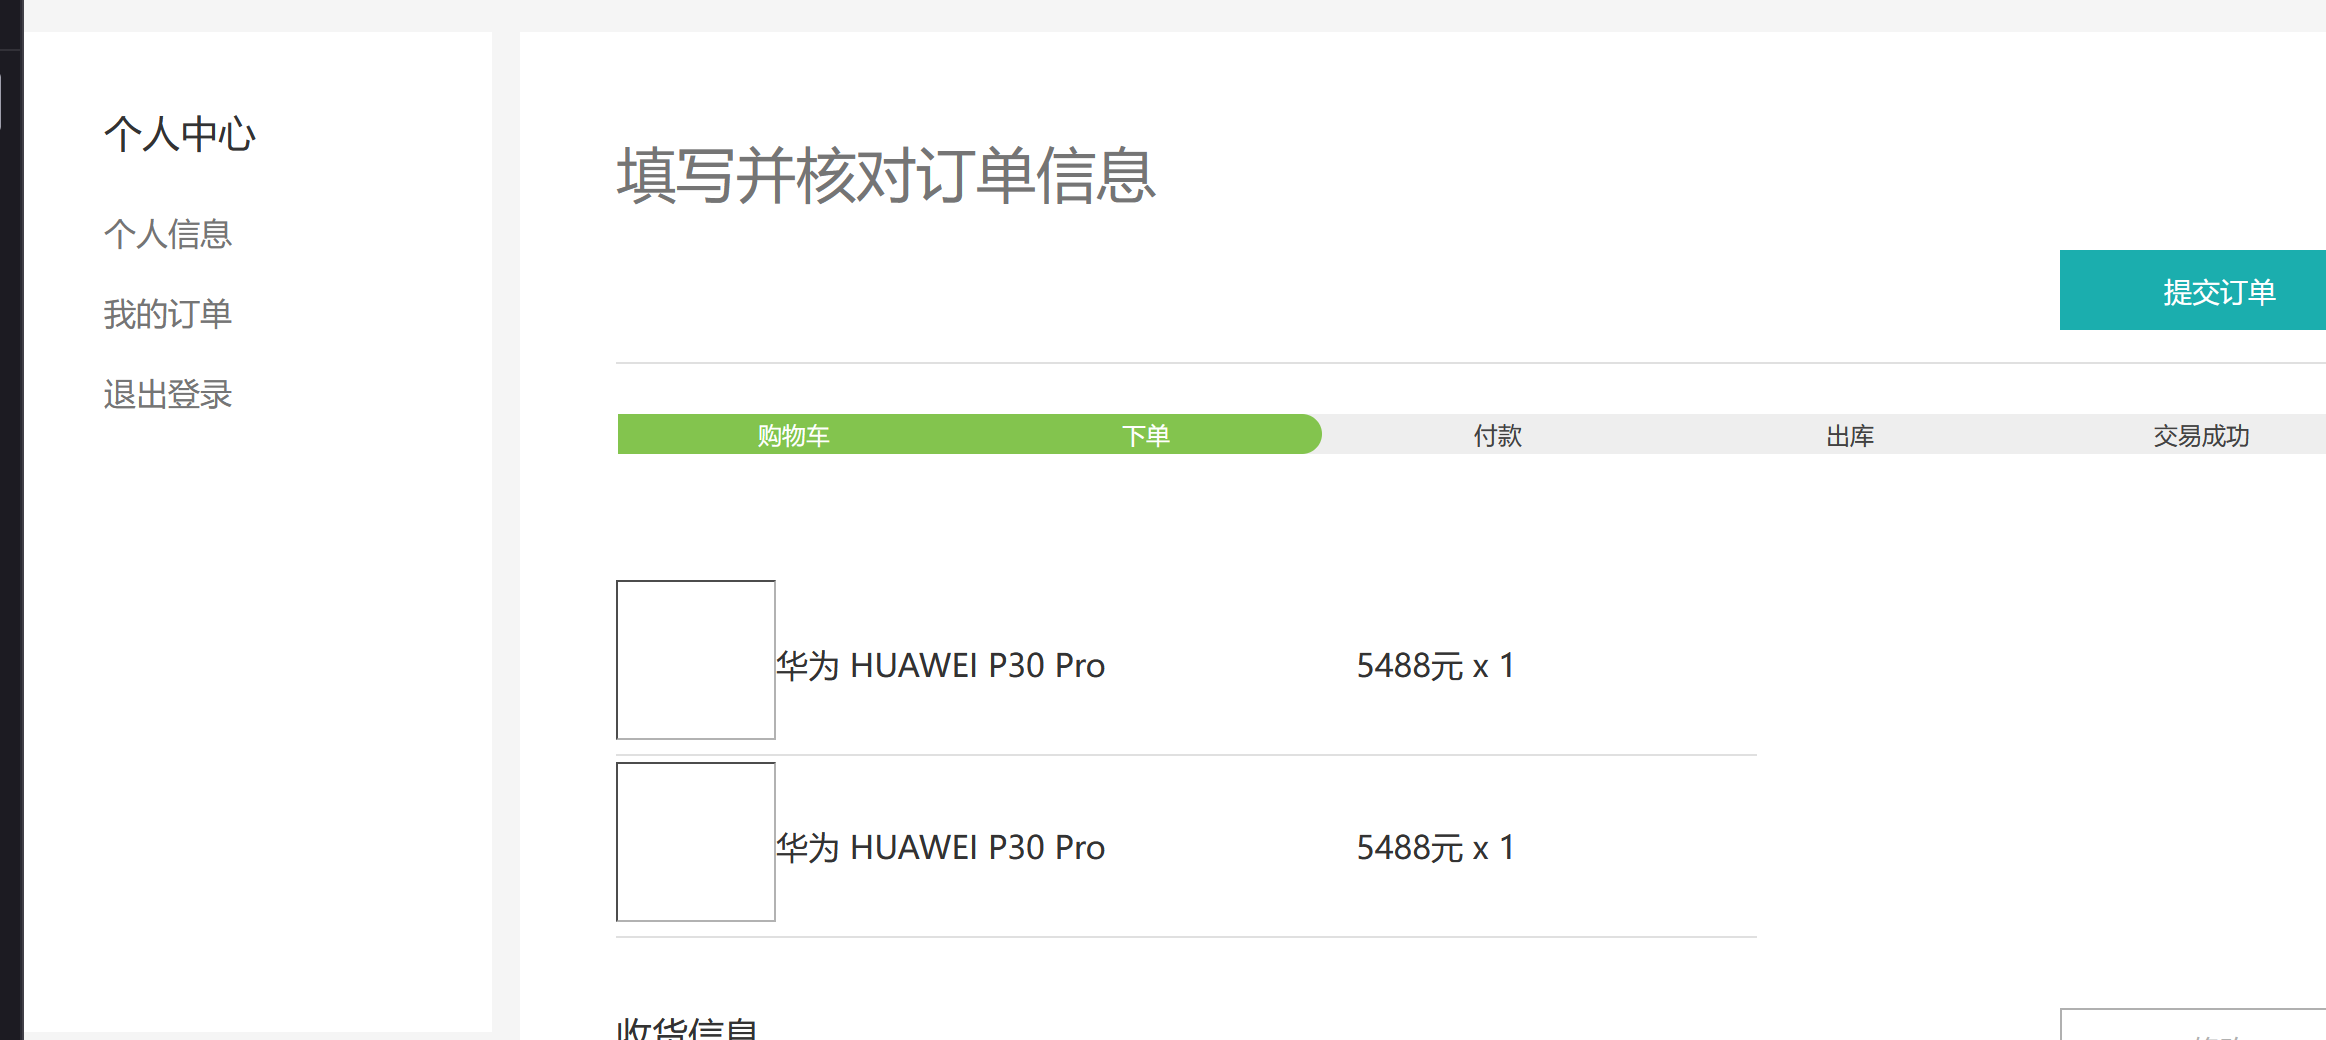 个人中心
个人信息
我的订单
退出登录
填写并核对订单信息
提交订单
购物车 下单 付款 出库 交易成功
华为 HUAWEI P30 Pro 5488元 x 1
华为 HUAWEI P30 Pro 5488元 x 1
收货信息